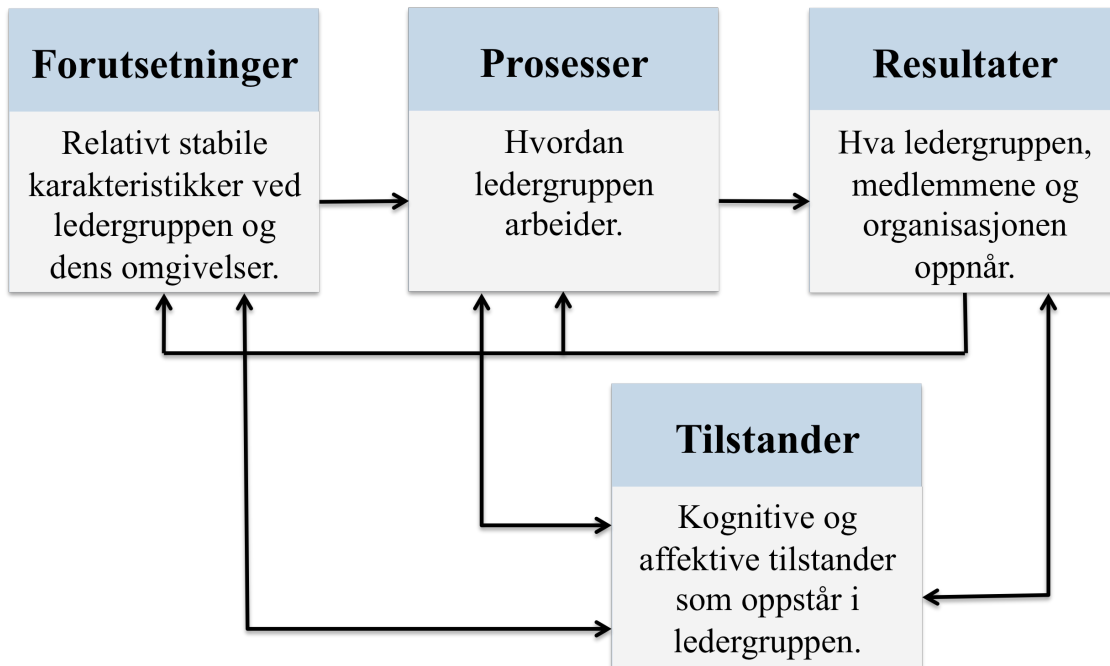 Forutsetninger
Relativt stabile
karakteristikker ved
ledergruppen og
dens omgivelser.
Prosesser
Hvordan
ledergruppen
arbeider.
Resultater
Hva ledergruppen,
medlemmene og
organisasjonen
oppnår.
Tilstander
Kognitive og
affektive tilstander
som oppstår i
ledergruppen.